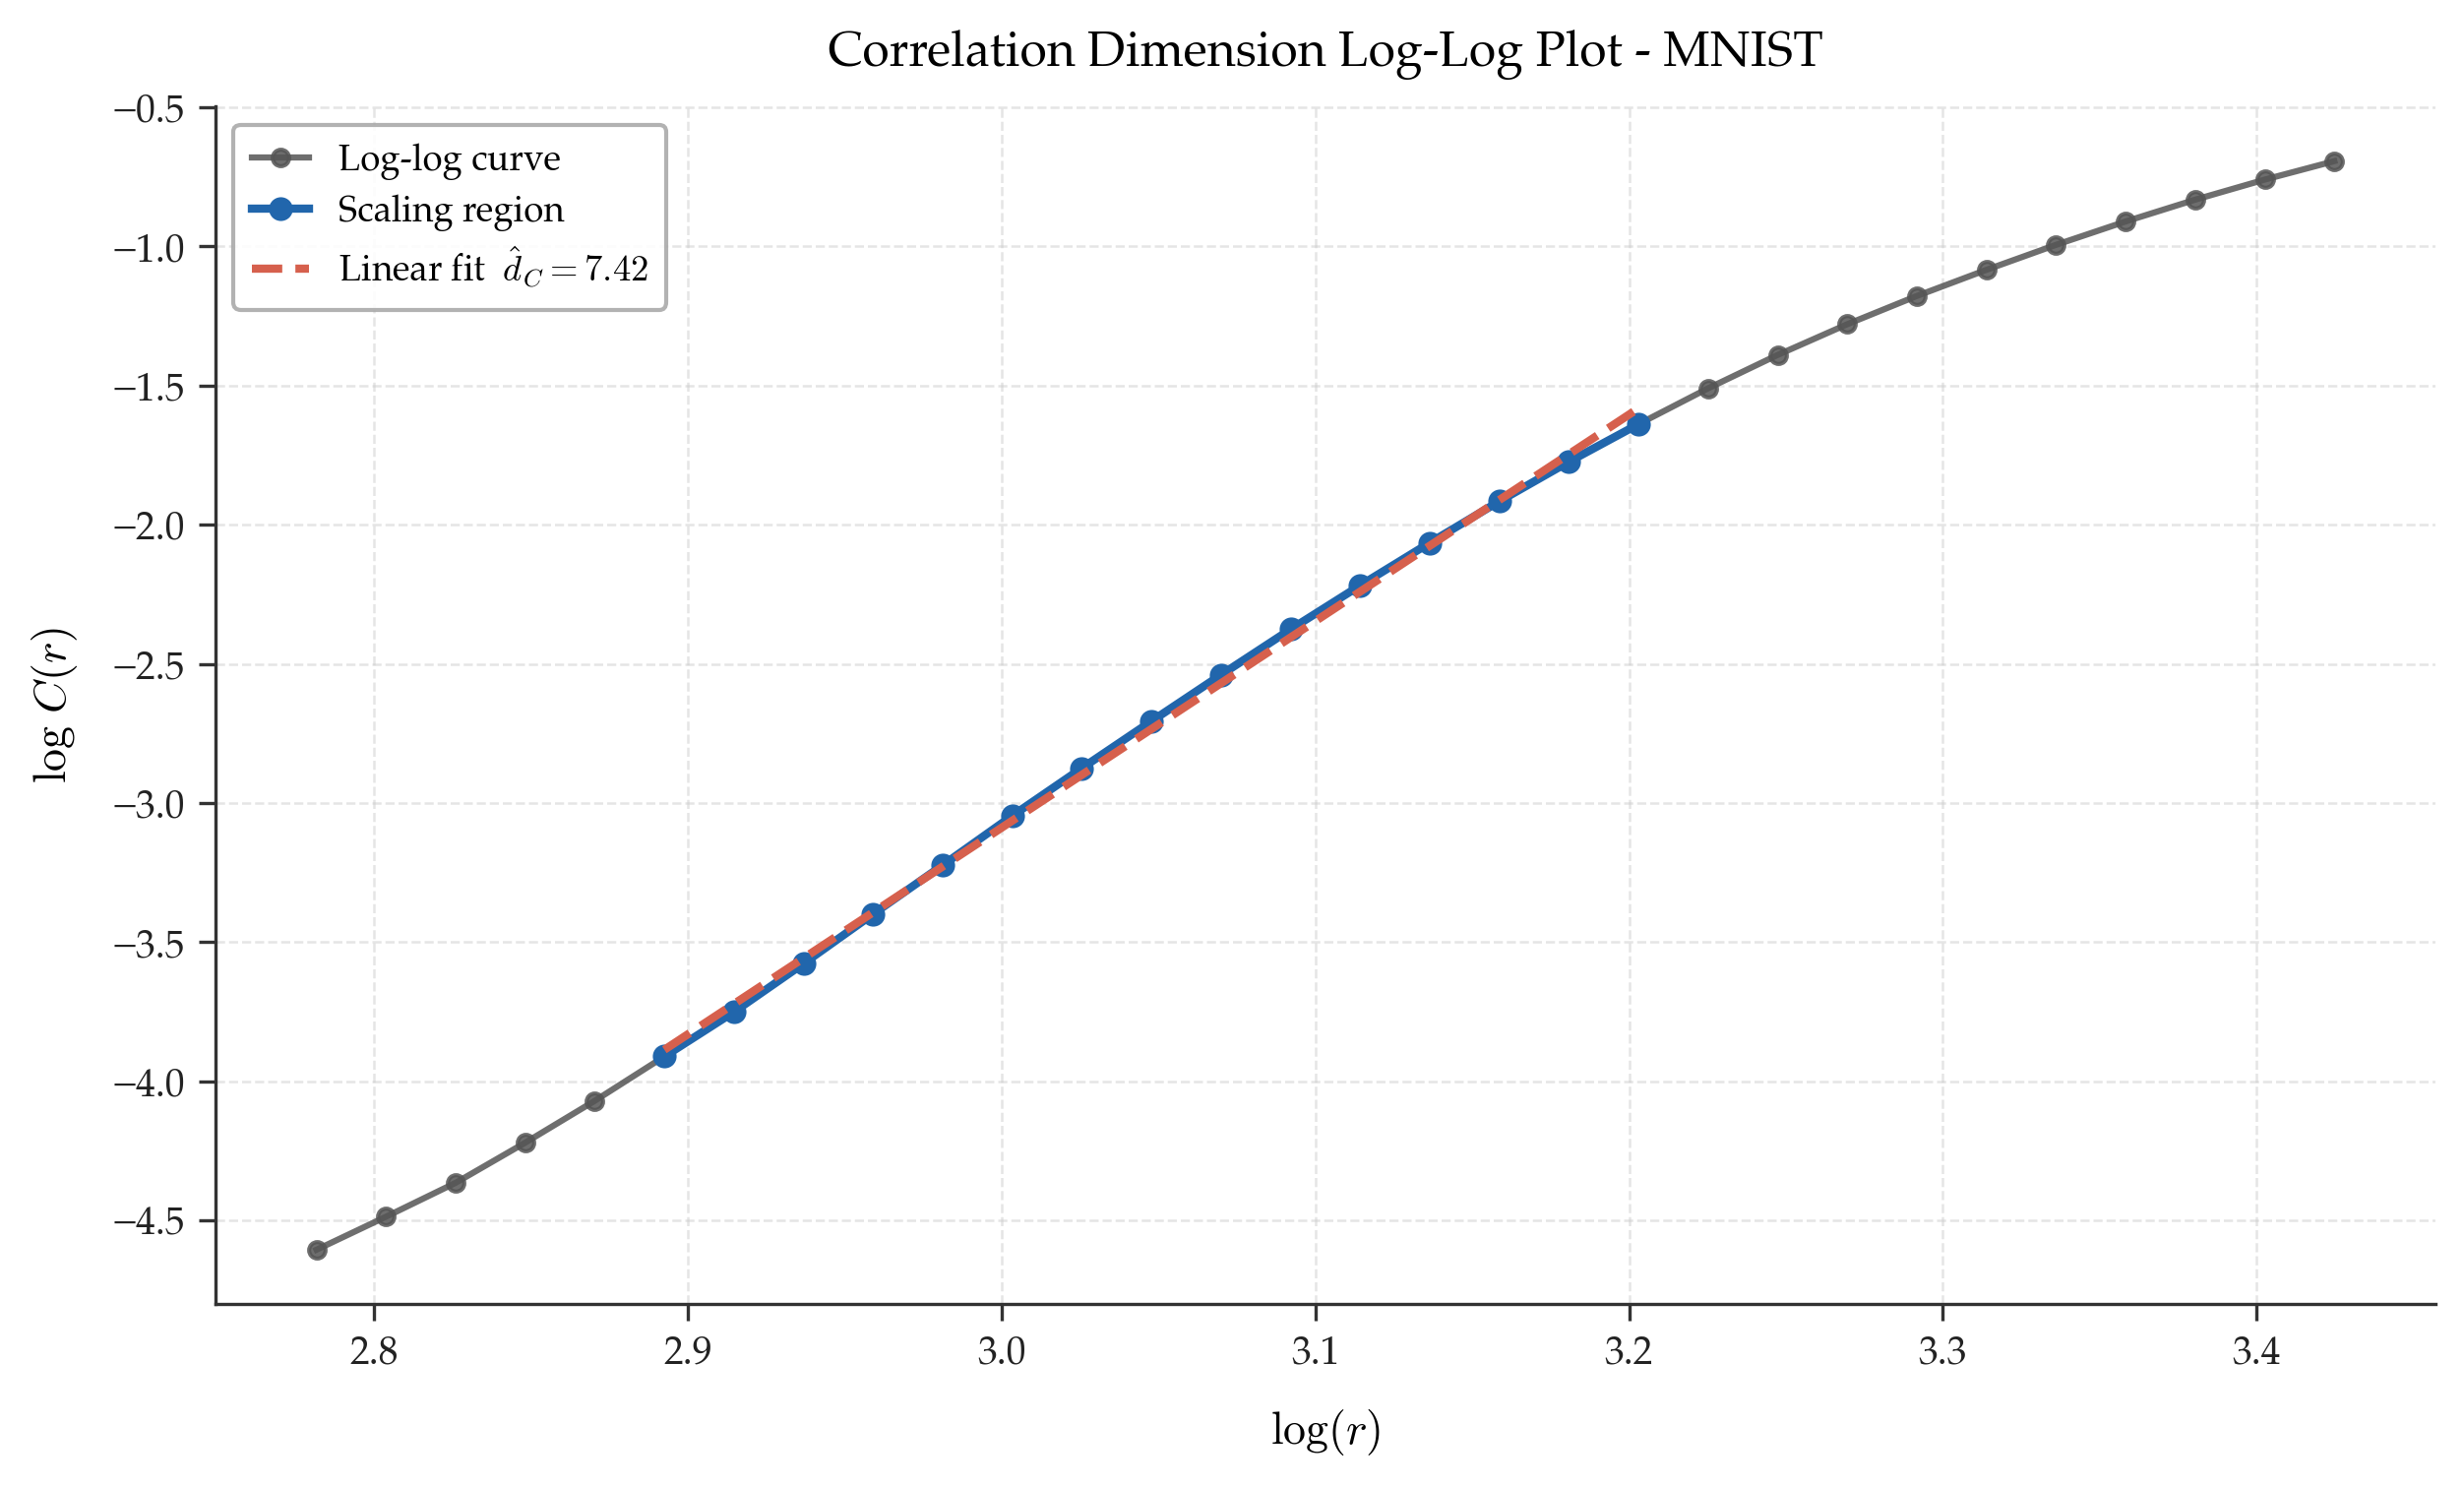 Correlation Dimension Log-Log Plot - MNIST
Log-log curve
Scaling region
Linear fit $\hat{d}_C = 7.42$
−0.5
−1.0
−1.5
−2.0
−2.5
−3.0
−3.5
−4.0
−4.5
log C(r)
2.8 2.9 3.0 3.1 3.2 3.3 3.4
log(r)